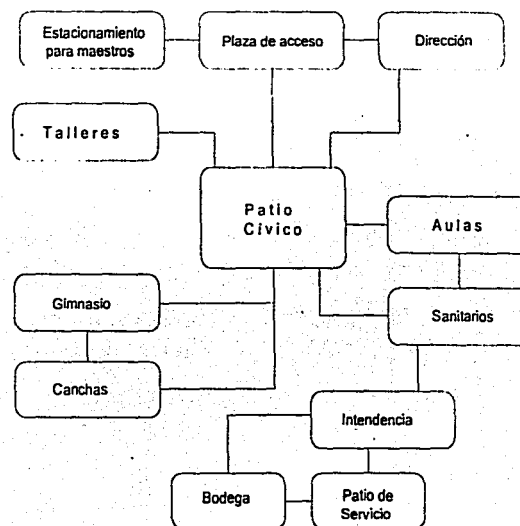 Estacionamiento
para maestros
Plaza de acceso
Dirección
Talleres
Patio
Cívico
Aulas
Gimnasio
Sanitarios
Canchas
Intendencia
Bodega
Patio de
Servicio